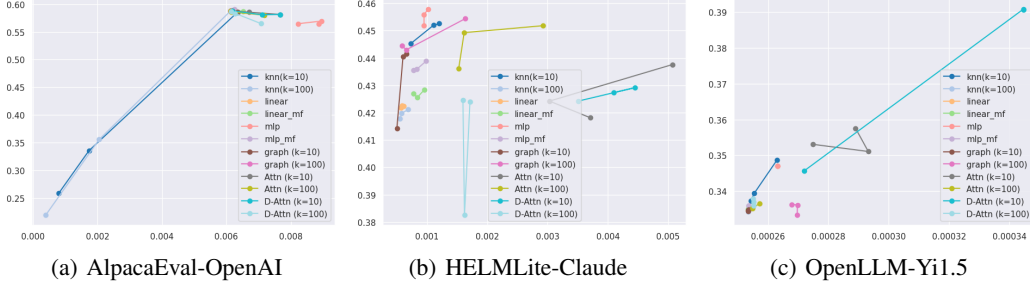 0.60
0.55
0.50
0.45
0.40
0.35
0.30
0.25
0.000
0.002
0.004
0.006
0.008
knn(k=10)
knn(k=100)
linear
linear_mf
mlp
mlp_mf
graph (k=10)
graph (k=100)
Attn (k=10)
Attn (k=100)
D-Attn (k=10)
D-Attn (k=100)
(a) AlpacaEval-OpenAI
0.46
0.45
0.44
0.43
0.42
0.41
0.40
0.39
0.38
0.001
0.002
0.003
0.004
0.005
knn(k=10)
knn(k=100)
linear
linear_mf
mlp
mlp_mf
graph (k=10)
graph (k=100)
Attn (k=10)
Attn (k=100)
D-Attn (k=10)
D-Attn (k=100)
(b) HELMLite-Claude
0.39
0.38
0.37
0.36
0.35
0.34
0.00026
0.00028
0.00030
0.00032
0.00034
knn(k=10)
knn(k=100)
linear
linear_mf
mlp
mlp_mf
graph (k=10)
graph (k=100)
Attn (k=10)
Attn (k=100)
D-Attn (k=10)
D-Attn (k=100)
(c) OpenLLM-Yi1.5